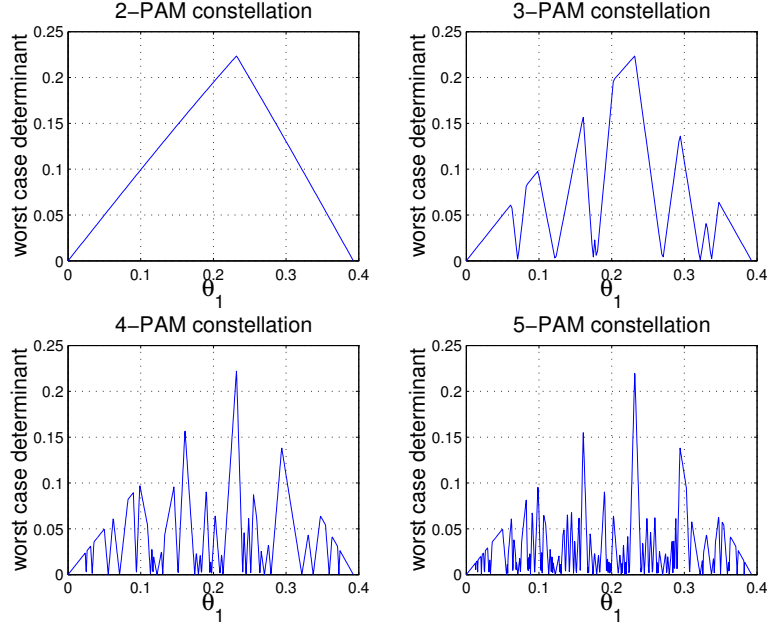 2−PAM constellation
worst case determinant
0.25
0.2
0.15
0.1
0.05
0
0 0.1 0.2 0.3 0.4
θ1
3−PAM constellation
worst case determinant
0.25
0.2
0.15
0.1
0.05
0
0 0.1 0.2 0.3 0.4
θ1
4−PAM constellation
worst case determinant
0.25
0.2
0.15
0.1
0.05
0
0 0.1 0.2 0.3 0.4
θ1
5−PAM constellation
worst case determinant
0.25
0.2
0.15
0.1
0.05
0
0 0.1 0.2 0.3 0.4
θ1